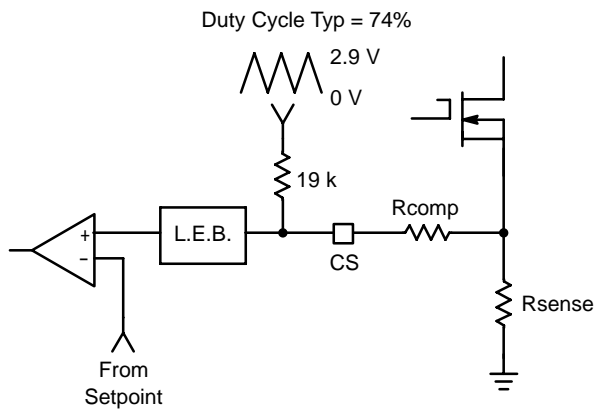 Duty Cycle Typ = 74%
2.9 V
0 V
19 k
Rcomp
L.E.B.
+
−
CS
Rsense
From
Setpoint